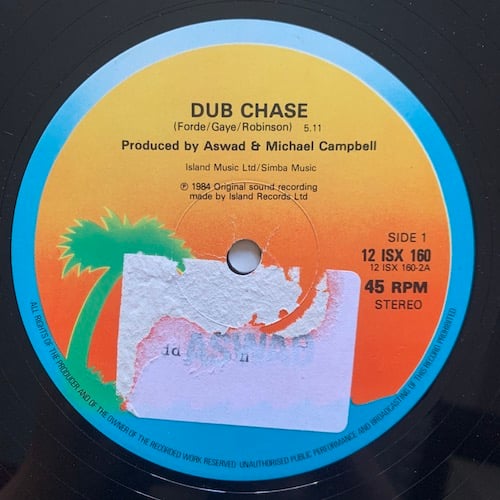 DUB CHASE
(Forde/Gaye/Robinson) 5.11
Produced by Aswad & Michael Campbell
Island Music Ltd/Simba Music
℗ 1984 Original sound recording
made by Island Records Ltd
SIDE 1
12 ISX 160
12 ISX 160-2A
45 RPM
STEREO
ALL RIGHTS OF THE PRODUCER AND OF THE OWNER OF THE RECORDED WORK RESERVED UNAUTHORISED PUBLIC PERFORMANCE AND BROADCASTING OF THIS RECORD PROHIBITED